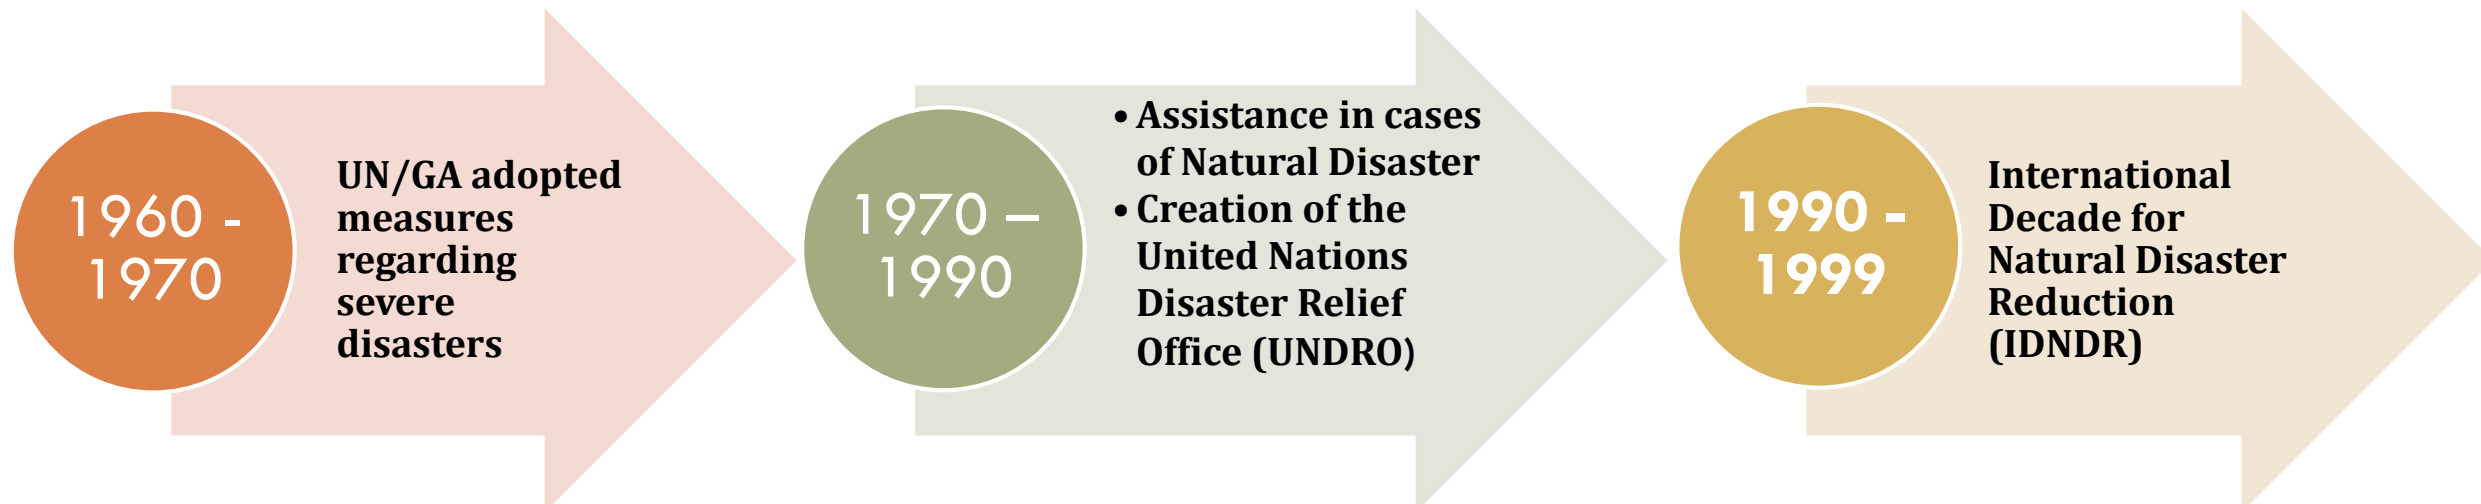 1960 -
1970
UN/GA adopted
measures
regarding
severe
disasters
1970 –
1990
• Assistance in cases
of Natural Disaster
• Creation of the
United Nations
Disaster Relief
Office (UNDRO)
1990 -
1999
International
Decade for
Natural Disaster
Reduction
(IDNDR)